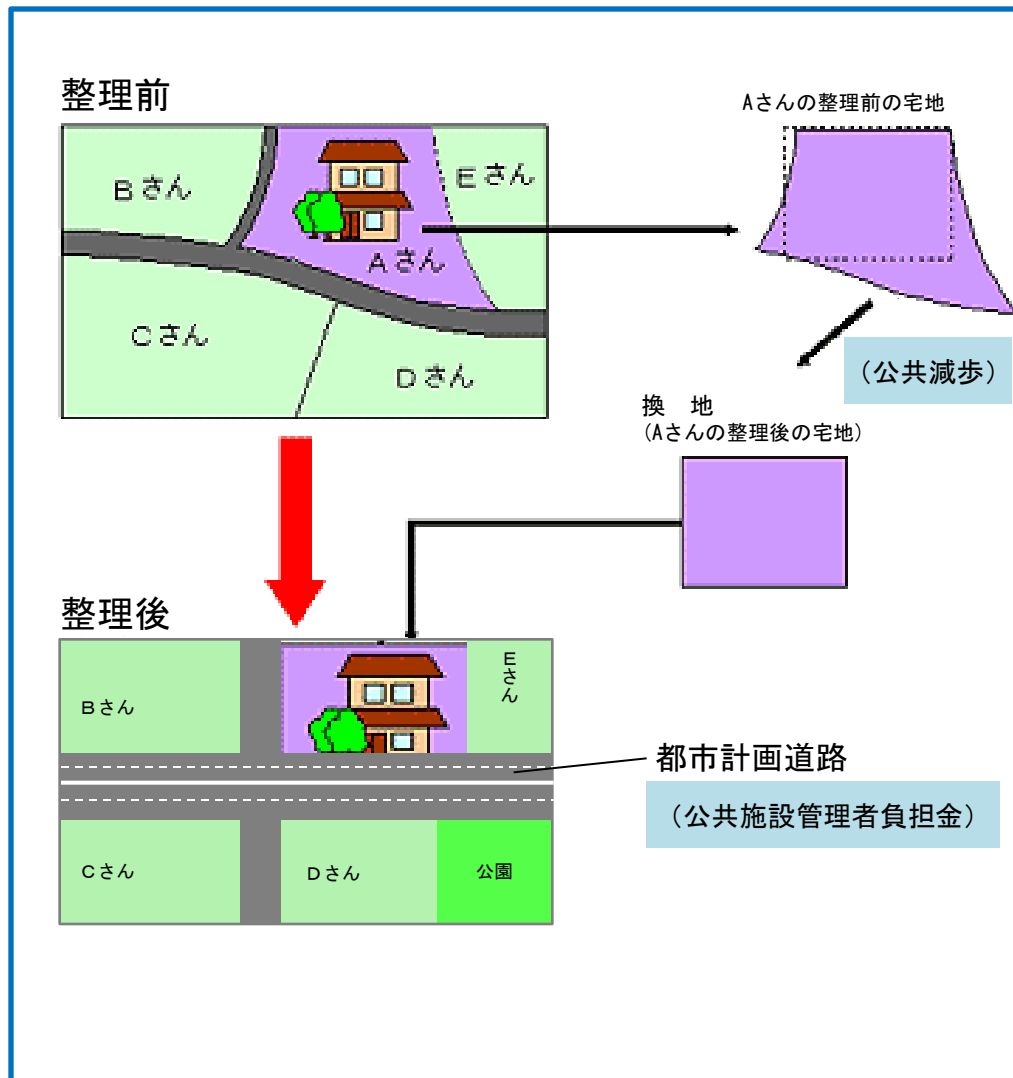 整理前
Aさんの整理前の宅地
Bさん
Eさん
Aさん
Cさん
Dさん
（公共減歩）
換　地
（Aさんの整理後の宅地）
整理後
Bさん
Eさん
都市計画道路
（公共施設管理者負担金）
Cさん
Dさん
公園